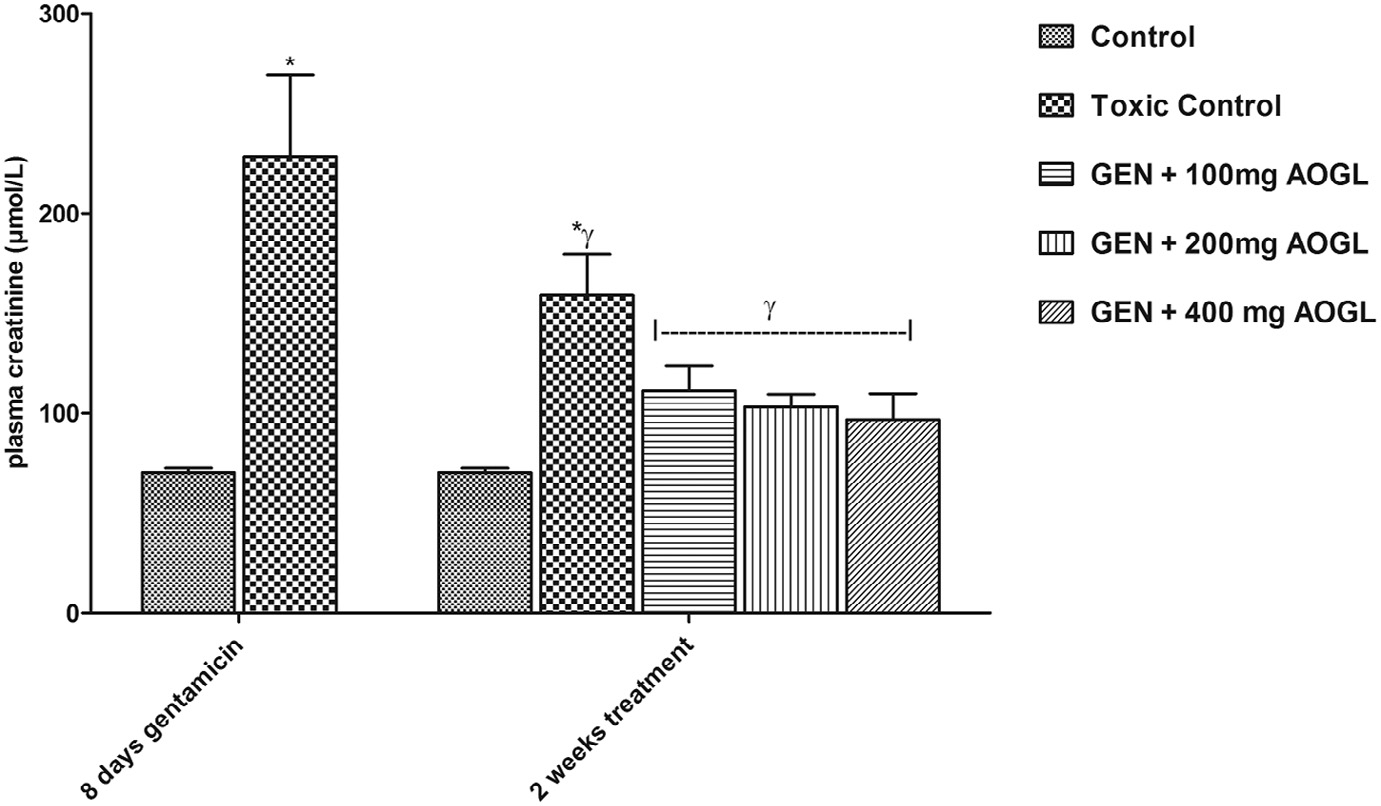 300
200
100
0
plasma creatinine (µmol/L)
*
*γ
γ
8 days gentamicin
2 weeks treatment
Control
Toxic Control
GEN + 100mg AOGL
GEN + 200mg AOGL
GEN + 400 mg AOGL